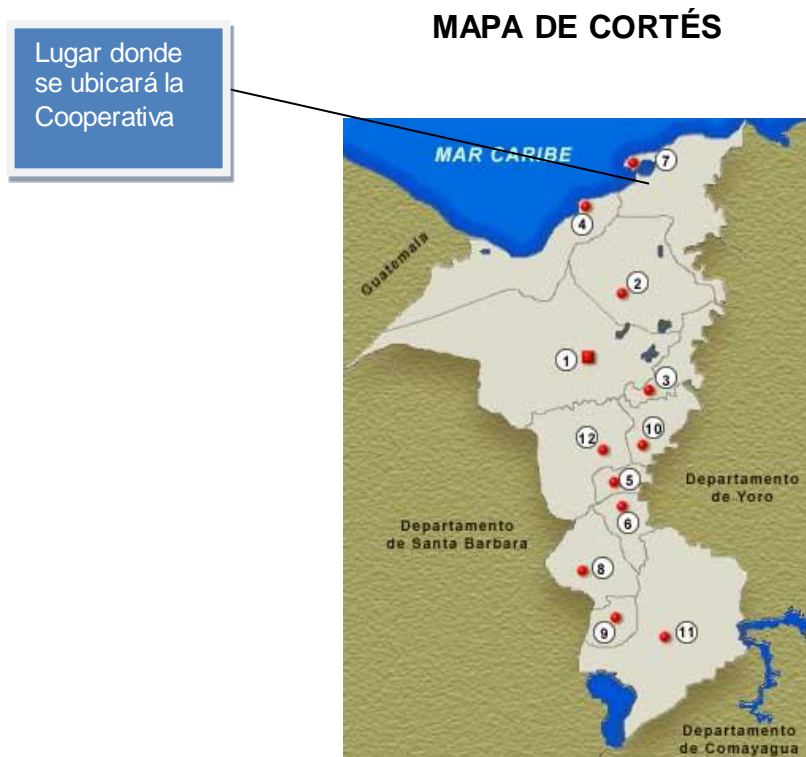 MAPA DE CORTÉS
Lugar donde
se ubicará la
Cooperativa
MAR CARIBE
7
4
Guatemala
2
1
3
10
12
5
Departamento
de Yoro
6
Departamento
de Santa Barbara
8
9
11
Departamento
de Comayagua